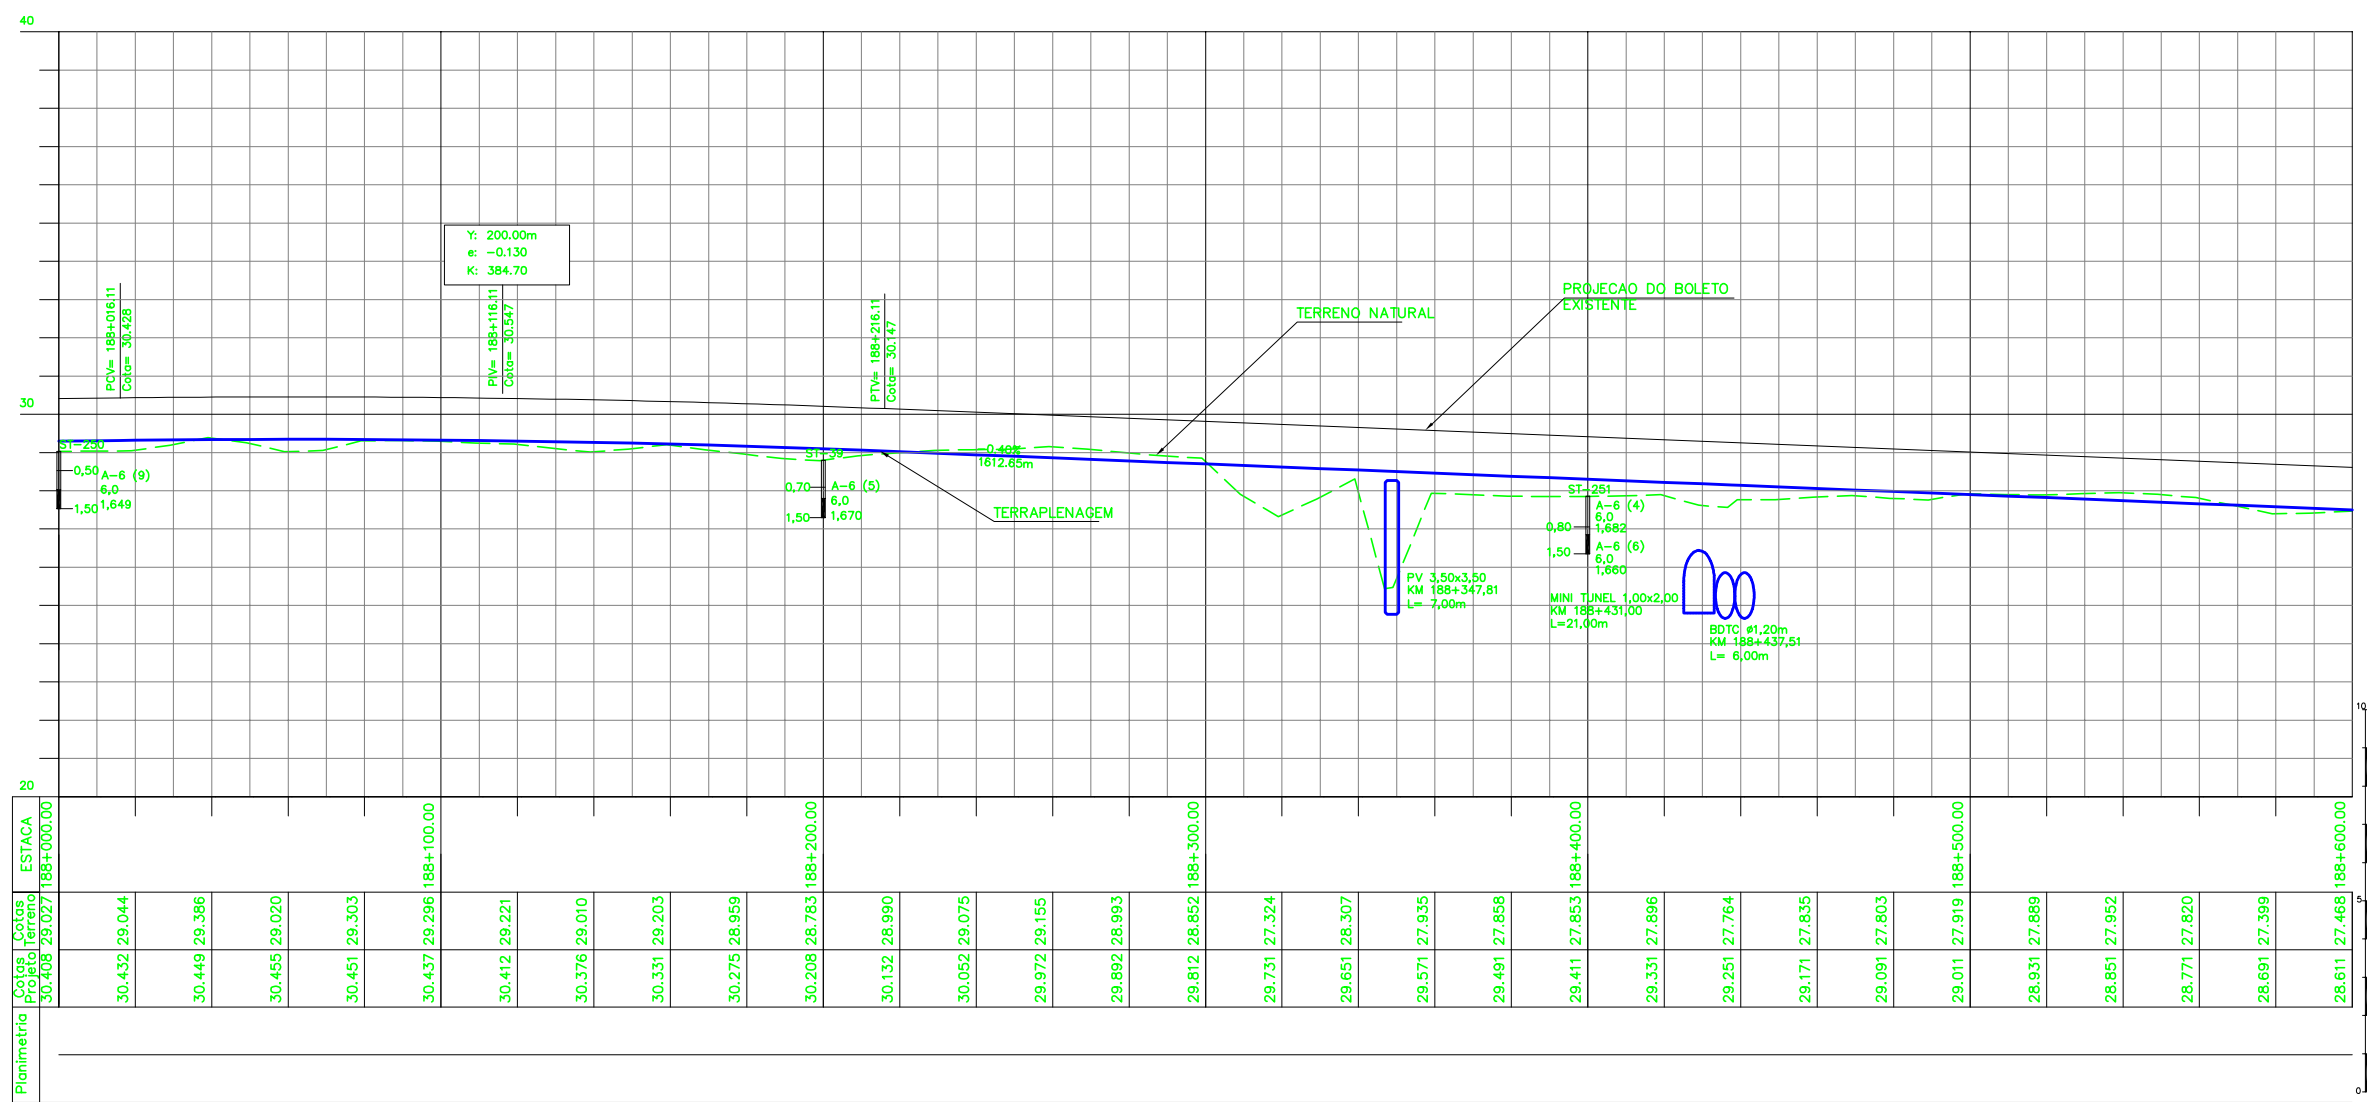 40
Y: 200.00m
e: -0.130
K: 384.70
PCV= 188+016.11
Cota= 30.428
PIV= 188+116.11
Cota= 30.547
PTV= 188+216.11
Cota= 30.147
TERRENO NATURAL
PROJECAO DO BOLETO
EXISTENTE
30
ST-250
0,50
A-6 (9)
6,0
1,50
1,649
ST-39
0,70
A-6 (5)
6,0
1,50
1,670
-0.40%
1612.65m
TERRAPLENAGEM
PV 3,50x3,50
KM 188+347,81
L= 7,00m
ST-251
A-6 (4)
6,0
0,80
1,682
A-6 (6)
1,50
6,0
1,660
MINI TUNEL 1,00x2,00
KM 188+431,00
L=21,00m
BDTC ø1,20m
KM 188+437,51
L= 6,00m
20
10
5
0
ESTACA
188+000.00
188+100.00
188+200.00
188+300.00
188+400.00
188+500.00
188+600.00
Cotas
Terreno
29.027
29.044
29.386
29.020
29.303
29.296
29.221
29.010
29.203
28.959
28.783
28.990
29.075
29.155
28.993
28.852
27.324
28.307
27.935
27.858
27.853
27.896
27.764
27.835
27.803
27.919
27.889
27.952
27.820
27.399
27.468
Cotas
Projeto
30.408
30.432
30.449
30.455
30.451
30.437
30.412
30.376
30.331
30.275
30.208
30.132
30.052
29.972
29.892
29.812
29.731
29.651
29.571
29.491
29.411
29.331
29.251
29.171
29.091
29.011
28.931
28.851
28.771
28.691
28.611
Planimetria